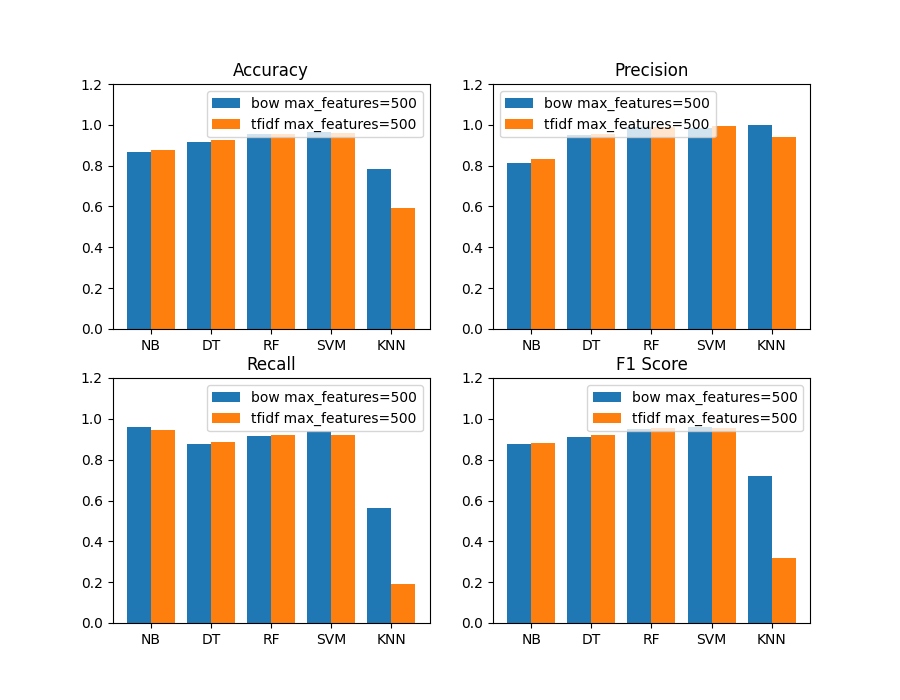 Accuracy
1.2
1.0
0.8
0.6
0.4
0.2
0.0
bow max_features=500
tfidf max_features=500
NB DT RF SVM KNN
Precision
1.2
1.0
0.8
0.6
0.4
0.2
0.0
bow max_features=500
tfidf max_features=500
NB DT RF SVM KNN
Recall
1.2
1.0
0.8
0.6
0.4
0.2
0.0
bow max_features=500
tfidf max_features=500
NB DT RF SVM KNN
F1 Score
1.2
1.0
0.8
0.6
0.4
0.2
0.0
bow max_features=500
tfidf max_features=500
NB DT RF SVM KNN